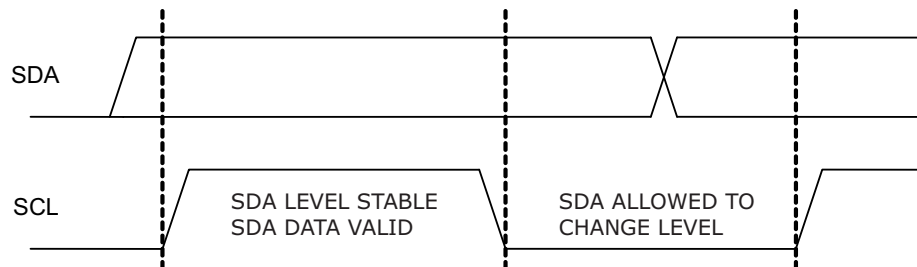 SDA
SCL
SDA LEVEL STABLE
SDA DATA VALID
SDA ALLOWED TO
CHANGE LEVEL